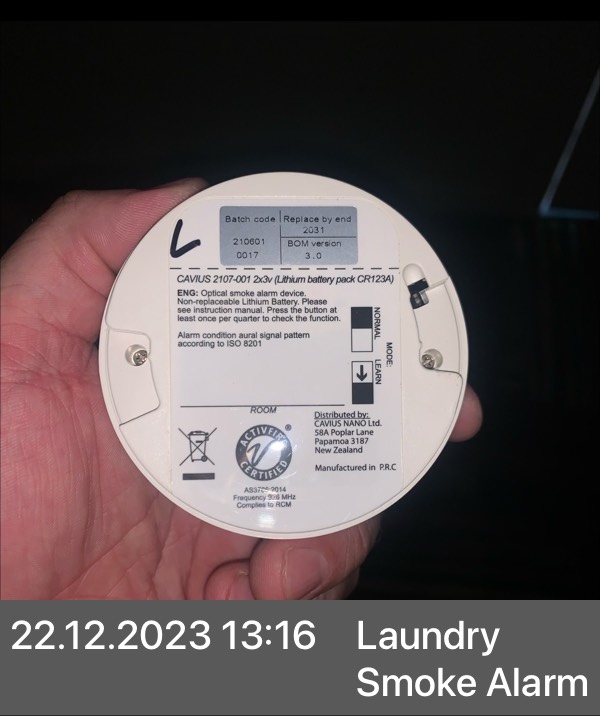 L
Batch code
210601
0017
Replace by end
2031
BOM version
3.0
CAVIUS 2107-001 2x3v (Lithium battery pack CR123A)
ENG: Optical smoke alarm device.
Non-replaceable Lithium Battery. Please
see instruction manual. Press the button at
least once per quarter to check the function.
Alarm condition aural signal pattern
according to ISO 8201
NORMAL
MODE:
LEARN
ROOM
ACTIVFIRE
CERTIFIED
®
AS3786-2014
Frequency MHz
Complies to RCM
Distributed by:
CAVIUS NANO Ltd.
58A Poplar Lane
Papamoa 3187
New Zealand
Manufactured in P.R.C
22.12.2023 13:16
Laundry
Smoke Alarm